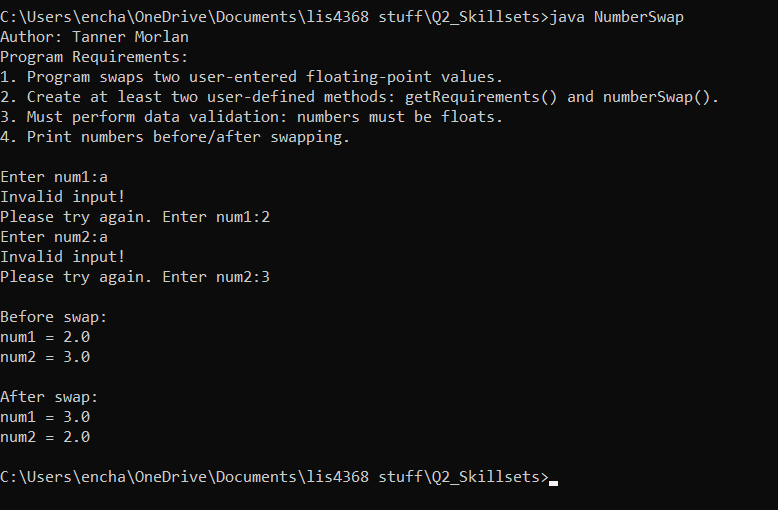 C:\Users\encha\OneDrive\Documents\lis4368 stuff\Q2_Skillsets>java NumberSwap
Author: Tanner Morlan
Program Requirements:
1. Program swaps two user-entered floating-point values.
2. Create at least two user-defined methods: getRequirements() and numberSwap().
3. Must perform data validation: numbers must be floats.
4. Print numbers before/after swapping.
Enter num1:a
Invalid input!
Please try again. Enter num1:2
Enter num2:a
Invalid input!
Please try again. Enter num2:3
Before swap:
num1 = 2.0
num2 = 3.0
After swap:
num1 = 3.0
num2 = 2.0
C:\Users\encha\OneDrive\Documents\lis4368 stuff\Q2_Skillsets>